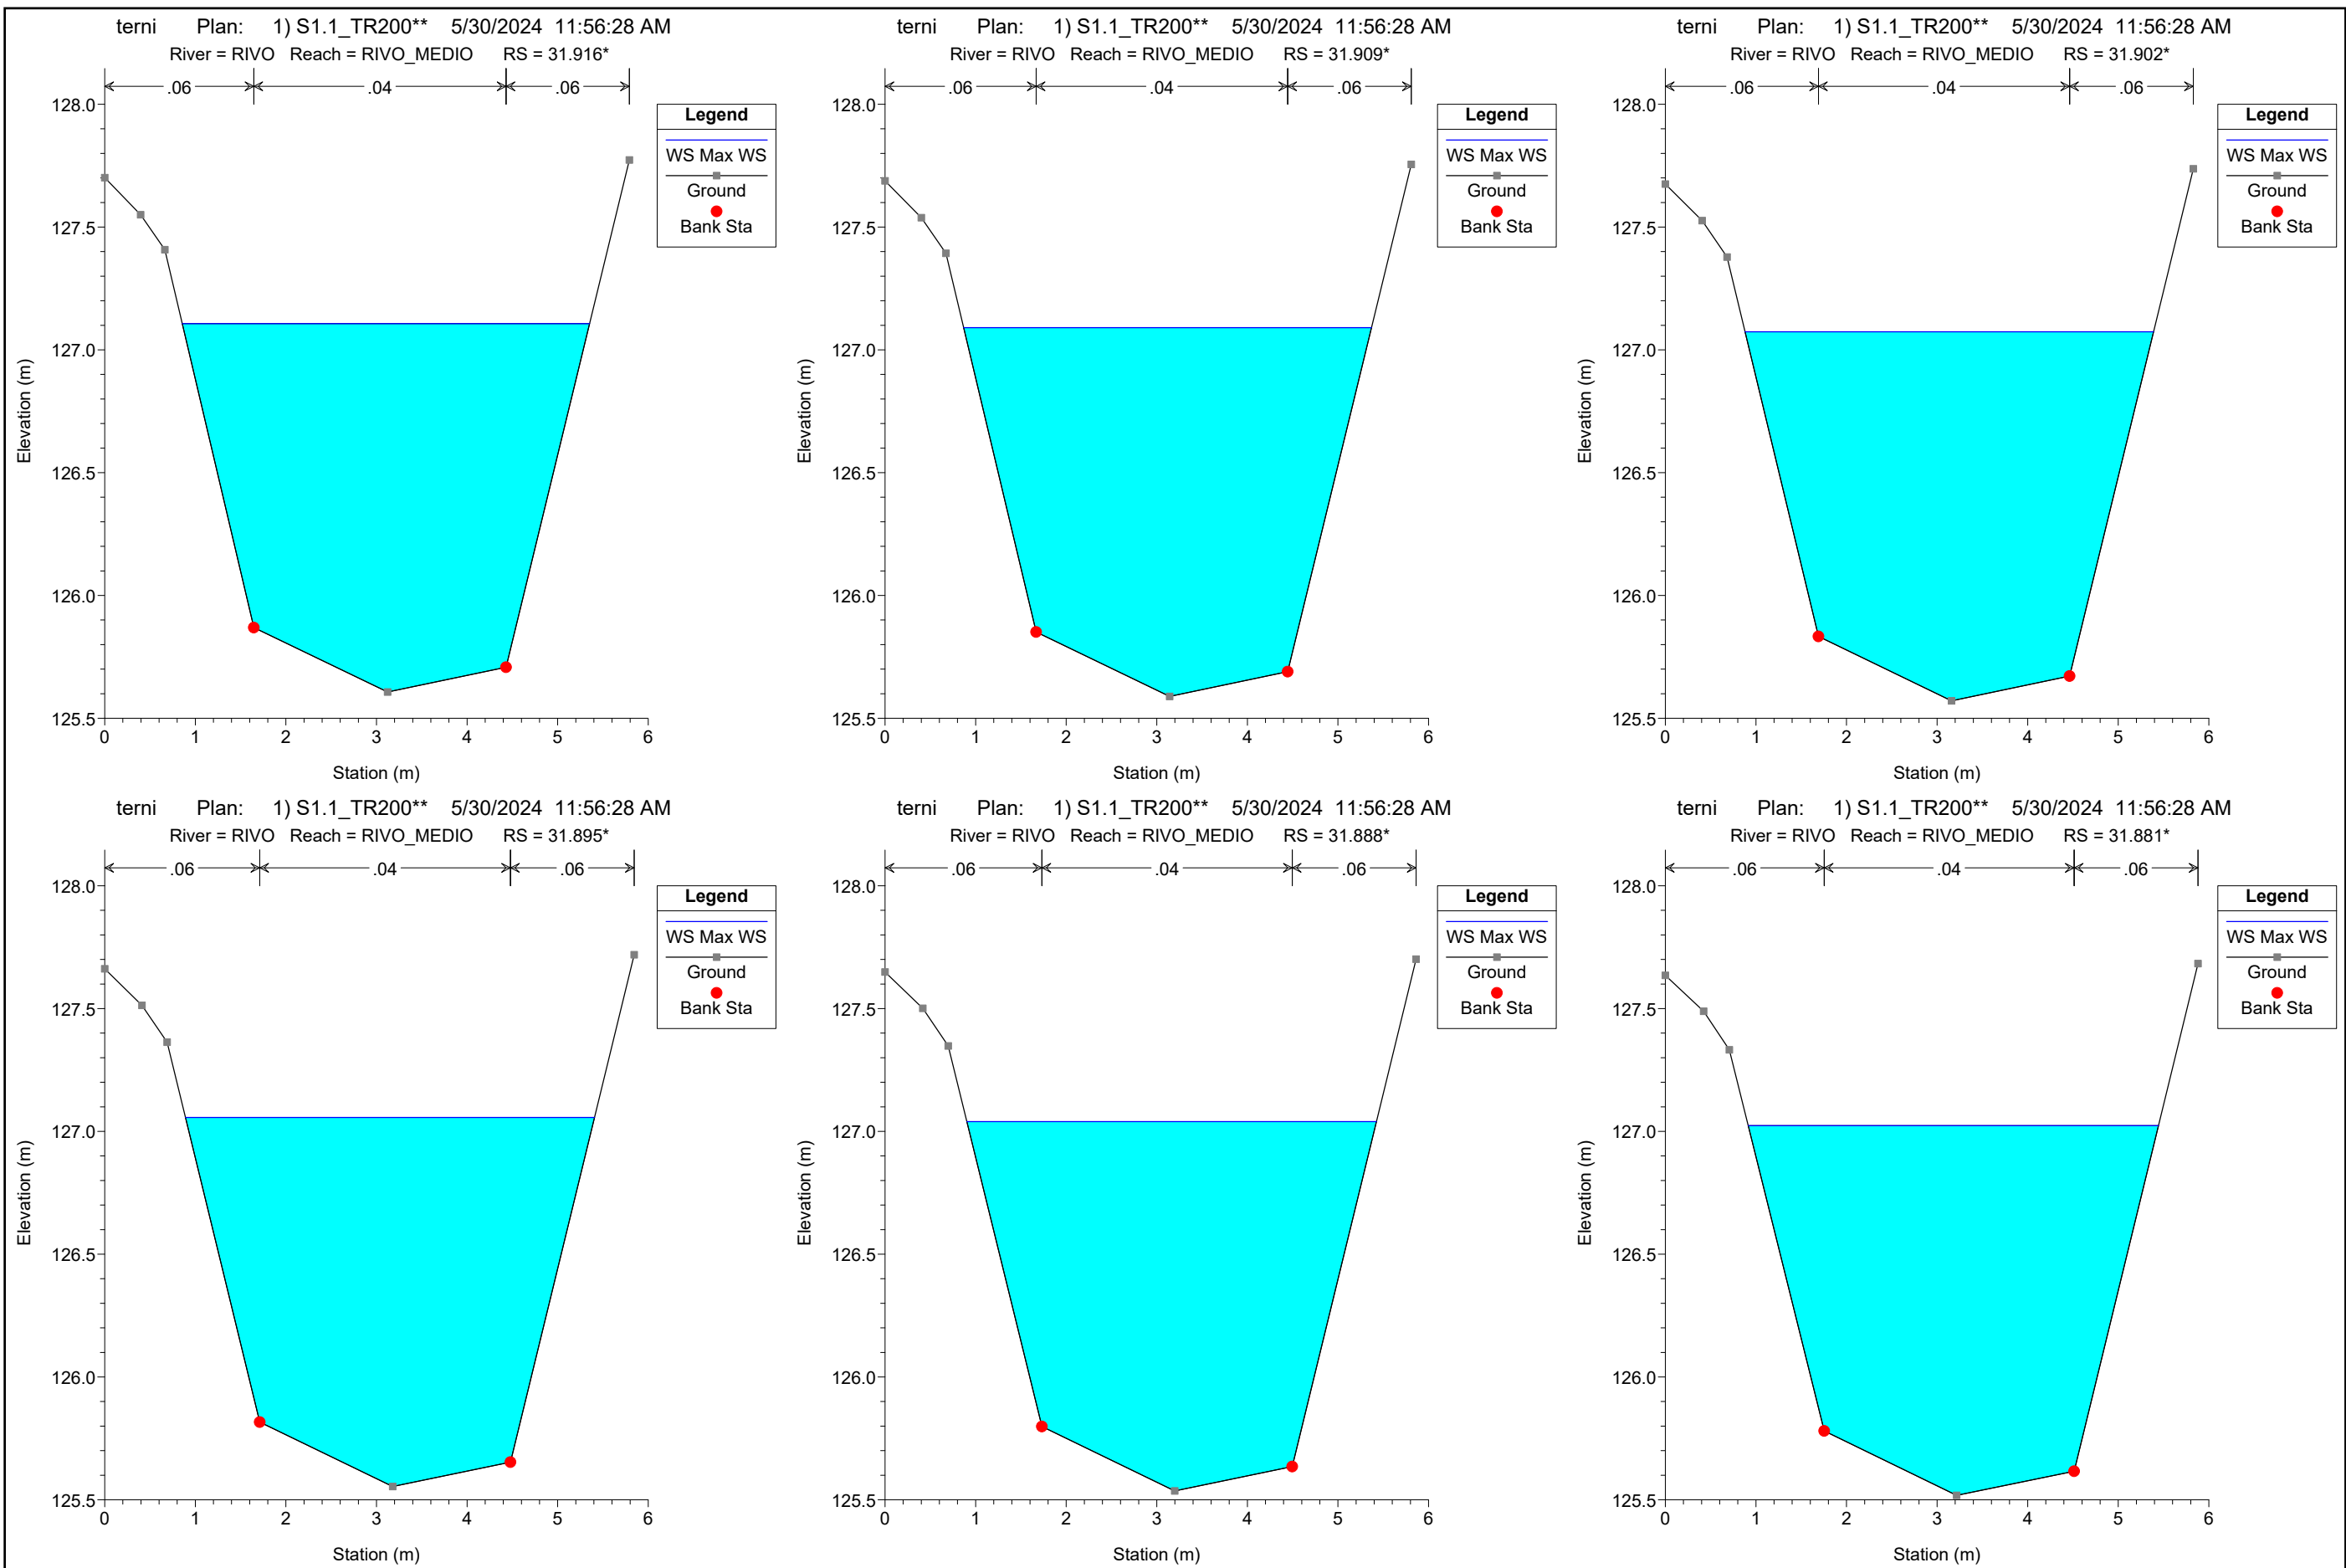 terni Plan: 1) S1.1_TR200** 5/30/2024 11:56:28 AM
River = RIVO Reach = RIVO_MEDIO RS = 31.916*
.06 .04 .06
128.0
127.5
127.0
126.5
126.0
125.5
Elevation (m)
0 1 2 3 4 5 6
Station (m)
Legend
WS Max WS
Ground
Bank Sta
terni Plan: 1) S1.1_TR200** 5/30/2024 11:56:28 AM
River = RIVO Reach = RIVO_MEDIO RS = 31.909*
.06 .04 .06
128.0
127.5
127.0
126.5
126.0
125.5
Elevation (m)
0 1 2 3 4 5 6
Station (m)
Legend
WS Max WS
Ground
Bank Sta
terni Plan: 1) S1.1_TR200** 5/30/2024 11:56:28 AM
River = RIVO Reach = RIVO_MEDIO RS = 31.902*
.06 .04 .06
128.0
127.5
127.0
126.5
126.0
125.5
Elevation (m)
0 1 2 3 4 5 6
Station (m)
Legend
WS Max WS
Ground
Bank Sta
terni Plan: 1) S1.1_TR200** 5/30/2024 11:56:28 AM
River = RIVO Reach = RIVO_MEDIO RS = 31.895*
.06 .04 .06
128.0
127.5
127.0
126.5
126.0
125.5
Elevation (m)
0 1 2 3 4 5 6
Station (m)
Legend
WS Max WS
Ground
Bank Sta
terni Plan: 1) S1.1_TR200** 5/30/2024 11:56:28 AM
River = RIVO Reach = RIVO_MEDIO RS = 31.888*
.06 .04 .06
128.0
127.5
127.0
126.5
126.0
125.5
Elevation (m)
0 1 2 3 4 5 6
Station (m)
Legend
WS Max WS
Ground
Bank Sta
terni Plan: 1) S1.1_TR200** 5/30/2024 11:56:28 AM
River = RIVO Reach = RIVO_MEDIO RS = 31.881*
.06 .04 .06
128.0
127.5
127.0
126.5
126.0
125.5
Elevation (m)
0 1 2 3 4 5 6
Station (m)
Legend
WS Max WS
Ground
Bank Sta